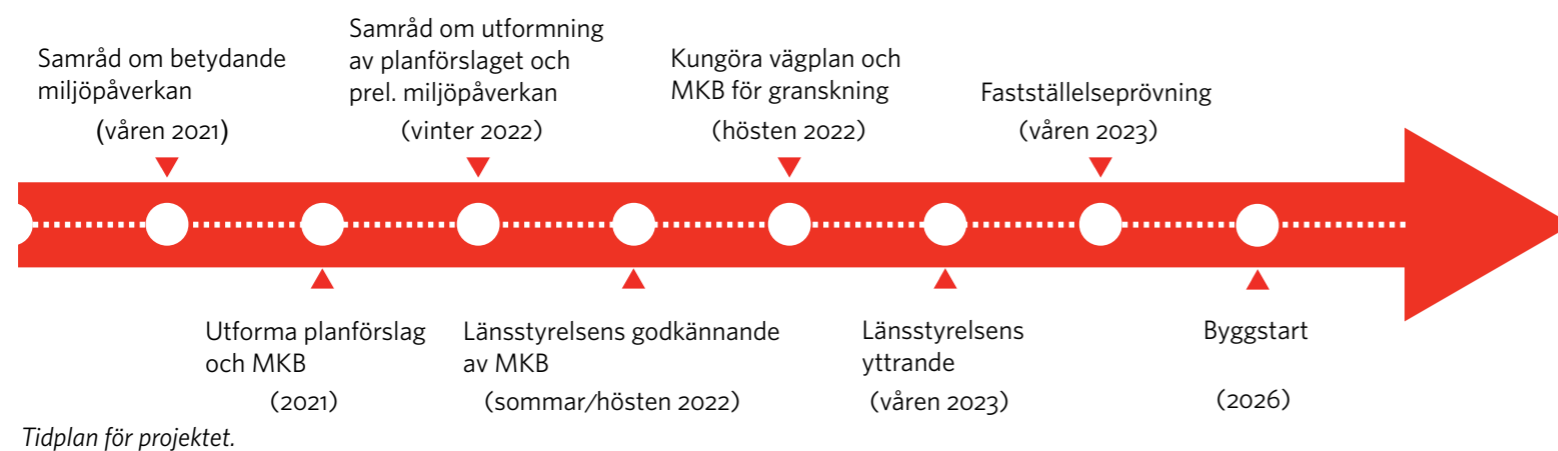 Samråd om betydande
miljöpåverkan
(våren 2021)
Samråd om utformning
av planförslaget och
prel. miljöpåverkan
(vinter 2022)
Kungöra vägplan och
MKB för granskning
(hösten 2022)
Fastställelseprövning
(våren 2023)
Utforma planförslag
och MKB
(2021)
Länsstyrelsens godkännande
av MKB
(sommar/hösten 2022)
Länsstyrelsens
yttrande
(våren 2023)
Byggstart
(2026)
Tidplan för projektet.